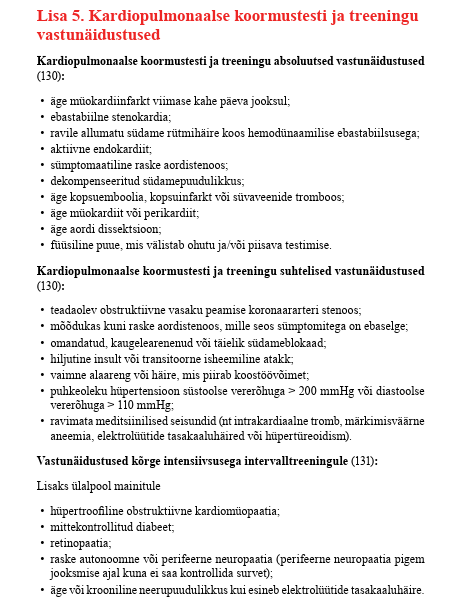 Lisa 5. Kardiopulmonaalse koormustesti ja treeningu
vastunäidustused
Kardiopulmonaalse koormustesti ja treeningu absoluutsed vastunäidustused
(130):
• äge müokardiinfarkt viimase kahe päeva jooksul;
• ebastabiilne stenokardia;
• ravile allumatu südame rütmihäire koos hemodünaamilise ebastabiilsusega;
• aktiivne endokardiit;
• sümptomaatiline raske aordistenoos;
• dekompenseeritud südamepuudulikkus;
• äge kopsuemboolia, kopsuinfarkt või süvaveenide tromboos;
• äge müokardiit või perikardiit;
• äge aordi dissektsioon;
• füüsiline puue, mis välistab ohutu ja/või piisava testimise.
Kardiopulmonaalse koormustesti ja treeningu suhtelised vastunäidustused
(130):
• teadaolev obstruktiivne vasaku peamise koronaararteri stenoos;
• mõõdukas kuni raske aordistenoos, mille seos sümptomitega on ebaselge;
• omandatud, kaugelearenenud või täielik südameblokaad;
• hiljutine insult või transitoorne isheemiline atakk;
• vaimne alaareng või häire, mis piirab koostöövõimet;
• puhkeoleku hüpertensioon süstoolse vererõhuga > 200 mmHg või diastoolse
vererõhuga > 110 mmHg;
• ravimata meditsiinilised seisundid (nt intrakardiaalne tromb, märkimisväärne
aneemia, elektrolüütide tasakaaluhäired või hüpertüreoidism).
Vastunäidustused kõrge intensiivsusega intervalltreeningule (131):
Lisaks ülalpool mainitule
• hüpertroofiline obstruktiivne kardiomüopaatia;
• mittekontrollitud diabeet;
• retinopaatia;
• raske autonoomne või perifeerne neuropaatia (perifeerne neuropaatia pigem
jooksmise ajal kuna ei saa kontrollida survet);
• äge või krooniline neerupuudulikkus kui esineb elektrolüütide tasakaaluhäire.